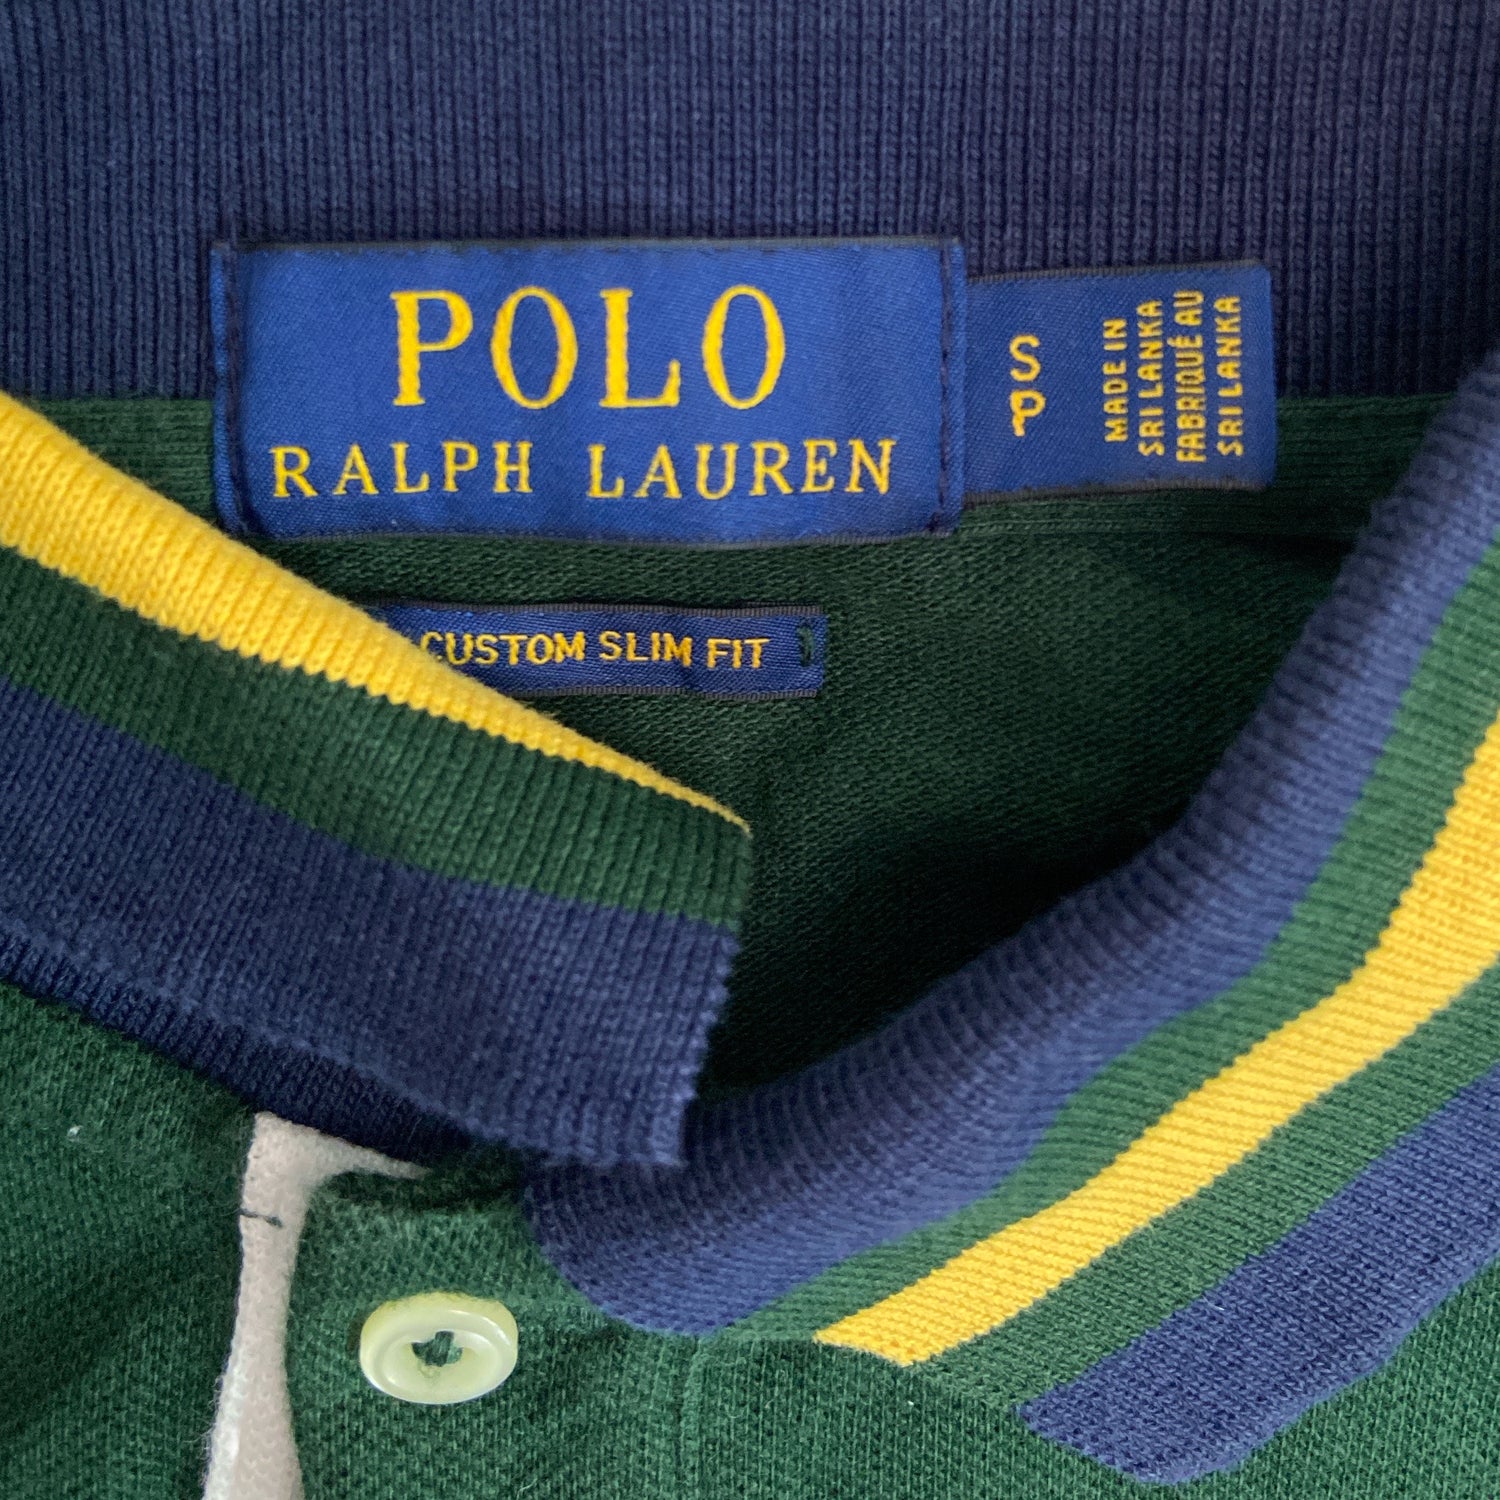 POLO
RALPH LAUREN
S
P
MADE IN
SRI LANKA
FABRIQUÉ AU
SRI LANKA
CUSTOM SLIM FIT